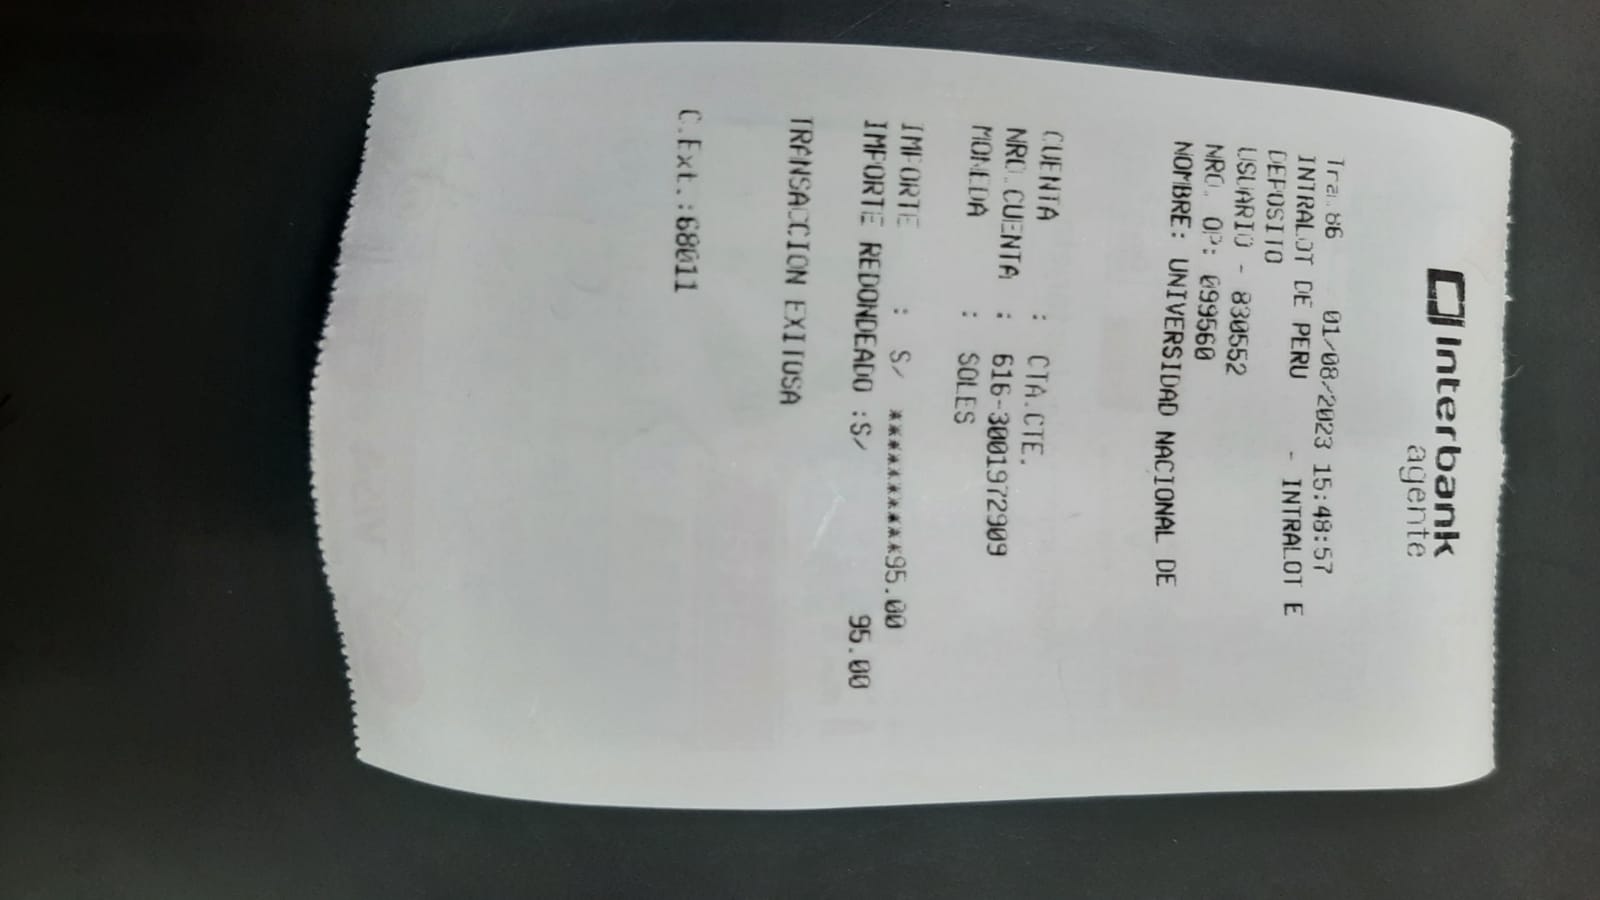 Interbank
agente
Tra.86 01/08/2023 15:48:57
INTRALOT DE PERU - INTRALOT E
DEPOSITO
USUARIO - 830552
NRO. OP: 099560
NOMBRE: UNIVERSIDAD NACIONAL DE
CUENTA : CTA.CTE.
NRO.CUENTA : 616-3001972909
MONEDA : SOLES
IMPORTE : S/ **********95.00
IMPORTE REDONDEADO :S/ 95.00
TRANSACCION EXITOSA
C.Ext.:68011